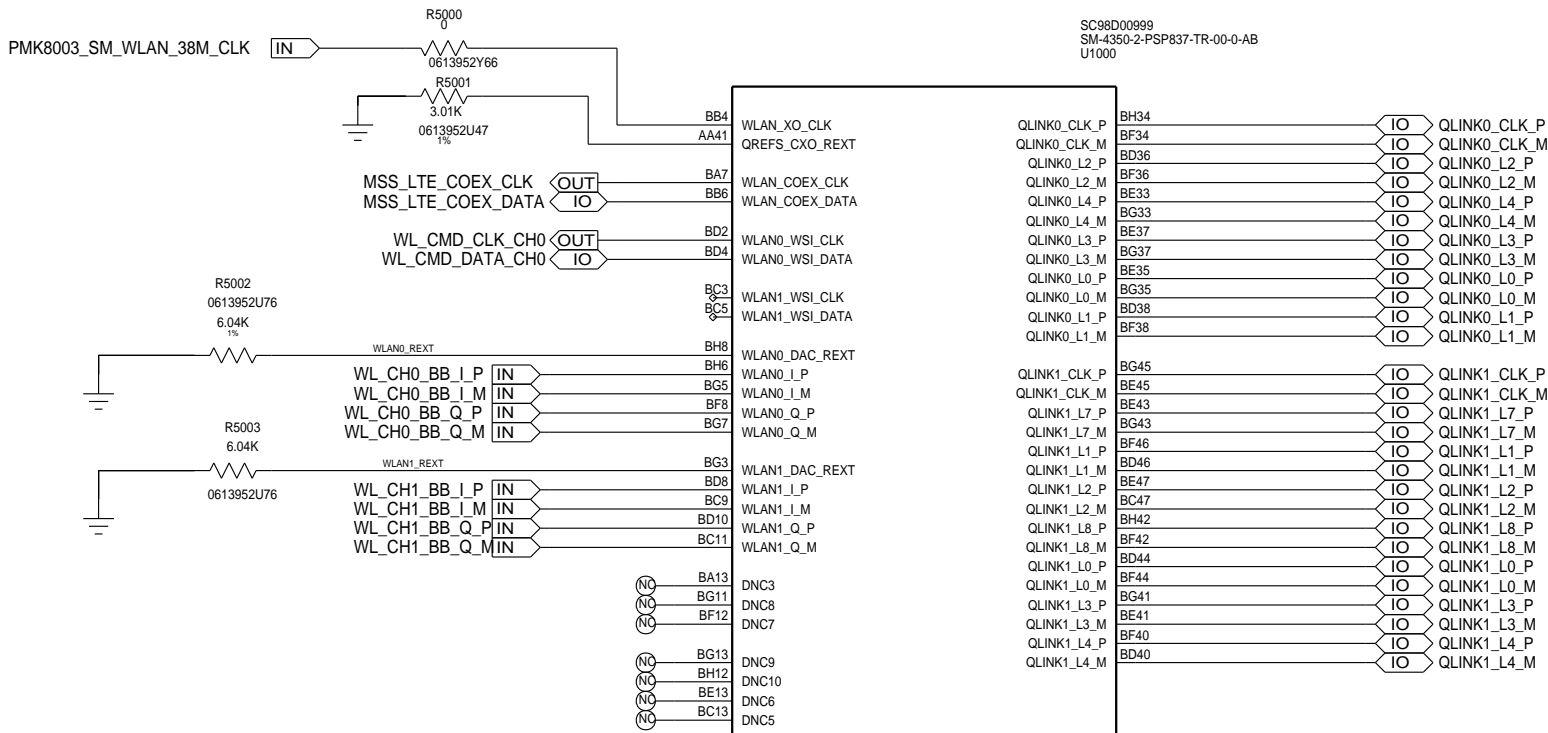 R5000
0
PMK8003_SM_WLAN_38M_CLK IN
0613952Y66
R5001
3.01K
0613952U47
1%
SC98D00999
SM-4350-2-PSP837-TR-00-0-AB
U1000
BB4 WLAN_XO_CLK
AA41 QREFS_CXO_REXT
MSS_LTE_COEX_CLK OUT BA7 WLAN_COEX_CLK
MSS_LTE_COEX_DATA IO BB6 WLAN_COEX_DATA
WL_CMD_CLK_CH0 OUT BD2 WLAN0_WSI_CLK
WL_CMD_DATA_CH0 IO BD4 WLAN0_WSI_DATA
BC3 WLAN1_WSI_CLK
BC5 WLAN1_WSI_DATA
R5002
0613952U76
6.04K
1%
WLAN0_REXT BH8 WLAN0_DAC_REXT
WL_CH0_BB_I_P IN BH6 WLAN0_I_P
WL_CH0_BB_I_M IN BG5 WLAN0_I_M
WL_CH0_BB_Q_P IN BF8 WLAN0_Q_P
WL_CH0_BB_Q_M IN BG7 WLAN0_Q_M
R5003
6.04K
0613952U76
WLAN1_REXT BG3 WLAN1_DAC_REXT
WL_CH1_BB_I_P IN BD8 WLAN1_I_P
WL_CH1_BB_I_M IN BC9 WLAN1_I_M
WL_CH1_BB_Q_P IN BD10 WLAN1_Q_P
WL_CH1_BB_Q_M IN BC11 WLAN1_Q_M
NC BA13 DNC3
NC BG11 DNC8
NC BF12 DNC7
NC BG13 DNC9
NC BH12 DNC10
NC BE13 DNC6
NC BC13 DNC5
QLINK0_CLK_P BH34 IO QLINK0_CLK_P
QLINK0_CLK_M BF34 IO QLINK0_CLK_M
QLINK0_L2_P BD36 IO QLINK0_L2_P
QLINK0_L2_M BF36 IO QLINK0_L2_M
QLINK0_L4_P BE33 IO QLINK0_L4_P
QLINK0_L4_M BG33 IO QLINK0_L4_M
QLINK0_L3_P BE37 IO QLINK0_L3_P
QLINK0_L3_M BG37 IO QLINK0_L3_M
QLINK0_L0_P BE35 IO QLINK0_L0_P
QLINK0_L0_M BG35 IO QLINK0_L0_M
QLINK0_L1_P BD38 IO QLINK0_L1_P
QLINK0_L1_M BF38 IO QLINK0_L1_M
QLINK1_CLK_P BG45 IO QLINK1_CLK_P
QLINK1_CLK_M BE45 IO QLINK1_CLK_M
QLINK1_L7_P BE43 IO QLINK1_L7_P
QLINK1_L7_M BG43 IO QLINK1_L7_M
QLINK1_L1_P BF46 IO QLINK1_L1_P
QLINK1_L1_M BD46 IO QLINK1_L1_M
QLINK1_L2_P BE47 IO QLINK1_L2_P
QLINK1_L2_M BC47 IO QLINK1_L2_M
QLINK1_L8_P BH42 IO QLINK1_L8_P
QLINK1_L8_M BF42 IO QLINK1_L8_M
QLINK1_L0_P BD44 IO QLINK1_L0_P
QLINK1_L0_M BF44 IO QLINK1_L0_M
QLINK1_L3_P BG41 IO QLINK1_L3_P
QLINK1_L3_M BE41 IO QLINK1_L3_M
QLINK1_L4_P BF40 IO QLINK1_L4_P
QLINK1_L4_M BD40 IO QLINK1_L4_M